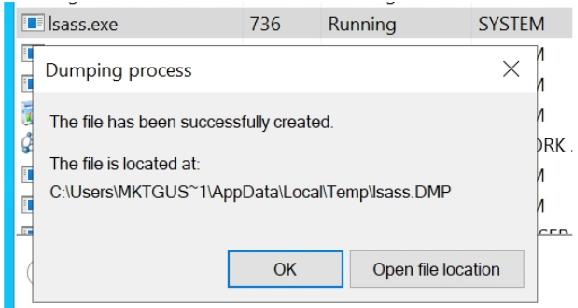 lsass.exe 736 Running SYSTEM
Dumping process
The file has been successfully created.
The file is located at:
C:\Users\MKTGUS~1\AppData\Local\Temp\lsass.DMP
OK Open file location